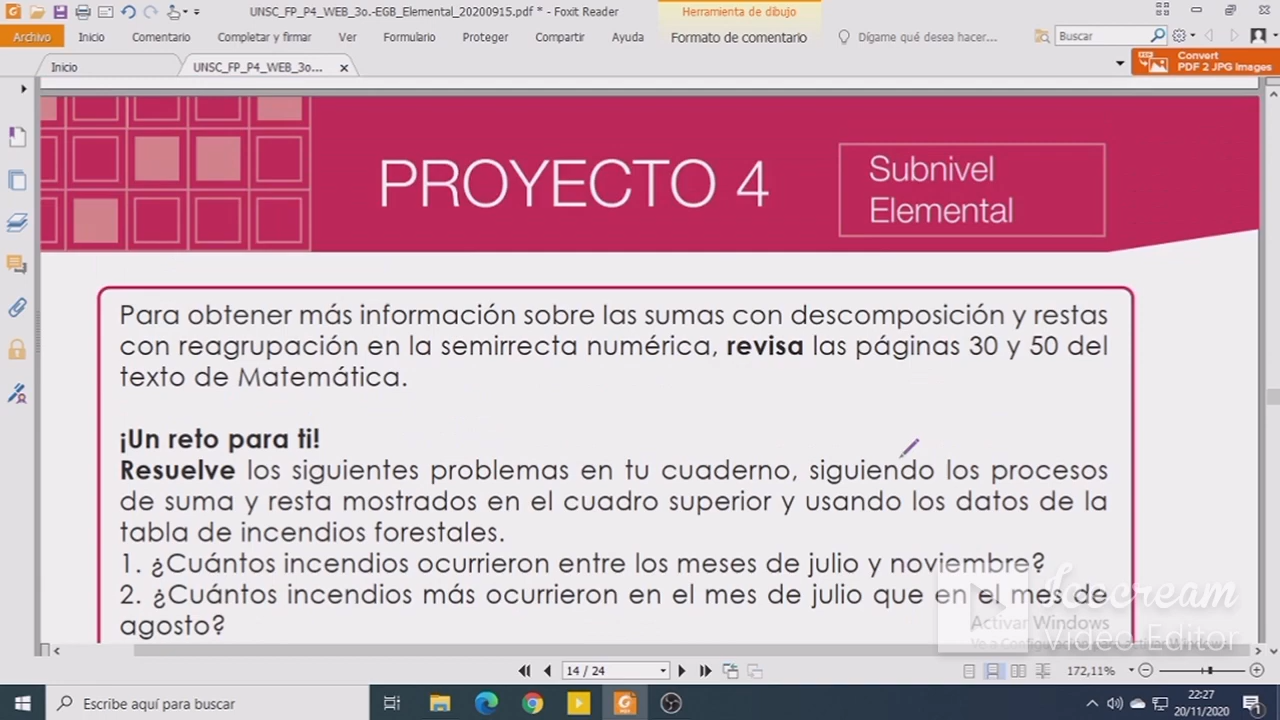 UNSC_FP_P4_WEB_3o.-EGB_Elemental_20200915.pdf * - Foxit Reader
Herramienta de dibujo
Archivo
Inicio
Comentario
Completar y firmar
Ver
Formulario
Proteger
Compartir
Ayuda
Formato de comentario
Dígame qué desea hacer...
Buscar
Inicio
UNSC_FP_P4_WEB_3o...
Convert
PDF 2 JPG Images
PROYECTO 4
Subnivel
Elemental
Para obtener más información sobre las sumas con descomposición y restas
con reagrupación en la semirrecta numérica, revisa las páginas 30 y 50 del
texto de Matemática.
¡Un reto para ti!
Resuelve los siguientes problemas en tu cuaderno, siguiendo los procesos
de suma y resta mostrados en el cuadro superior y usando los datos de la
tabla de incendios forestales.
1. ¿Cuántos incendios ocurrieron entre los meses de julio y noviembre?
2. ¿Cuántos incendios más ocurrieron en el mes de julio que en el mes de
agosto?
Icecream
Video Editor
Activar Windows
Ve a Configuración para activar Windows.
14 / 24
172,11%
Escribe aquí para buscar
22:27
20/11/2020
1